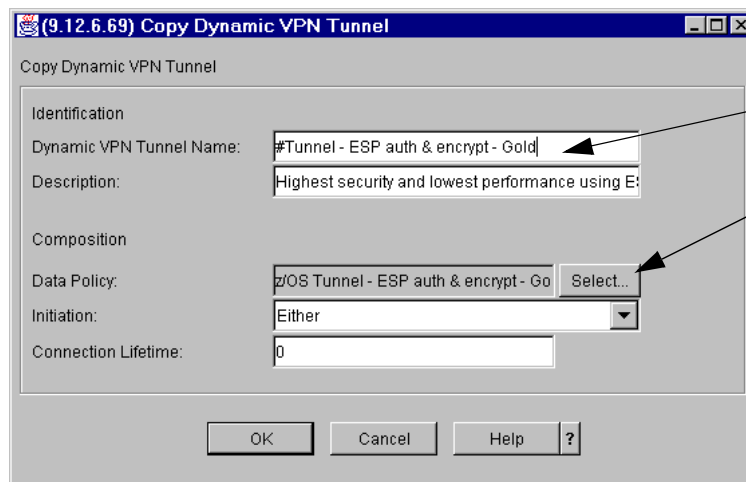 (9.12.6.69) Copy Dynamic VPN Tunnel
Copy Dynamic VPN Tunnel
Identification
Dynamic VPN Tunnel Name: #Tunnel - ESP auth & encrypt - Gold
Description: Highest security and lowest performance using
Composition
Data Policy: z/OS Tunnel - ESP auth & encrypt - Go Select...
Initiation: Either
Connection Lifetime: 0
OK Cancel Help ?